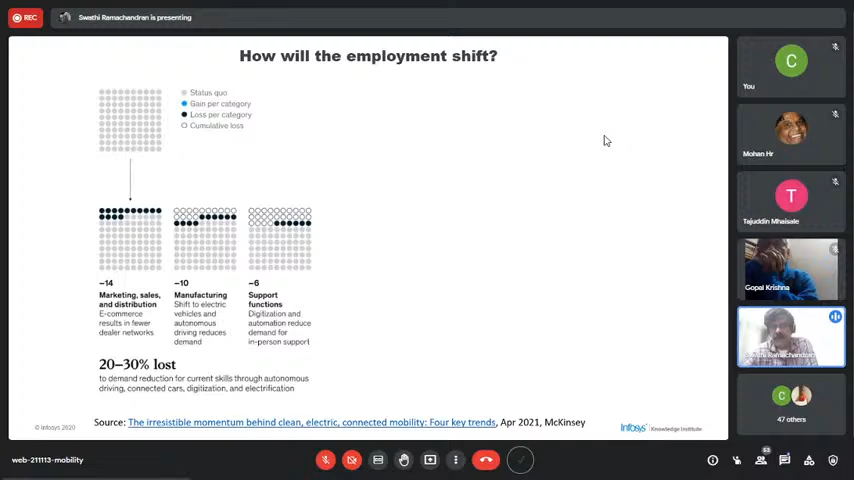 REC
Swathi Ramachandran is presenting
How will the employment shift?
Status quo
Gain per category
Loss per category
Cumulative loss
–14
Marketing, sales,
and distribution
E-commerce
results in fewer
dealer networks
–10
Manufacturing
Shift to electric
vehicles and
autonomous
driving reduces
demand
–6
Support
functions
Digitization and
automation reduce
demand for
in-person support
20–30% lost
to demand reduction for current skills through autonomous
driving, connected cars, digitization, and electrification
Source: The irresistible momentum behind clean, electric, connected mobility: Four key trends, Apr 2021, McKinsey
© Infosys 2020
Infosys | Knowledge Institute
C
You
Mohan Hr
T
Tajuddin Mhaisale
Gopal Krishna
Swathi Ramachandran
C
47 others
web-211113-mobility
53